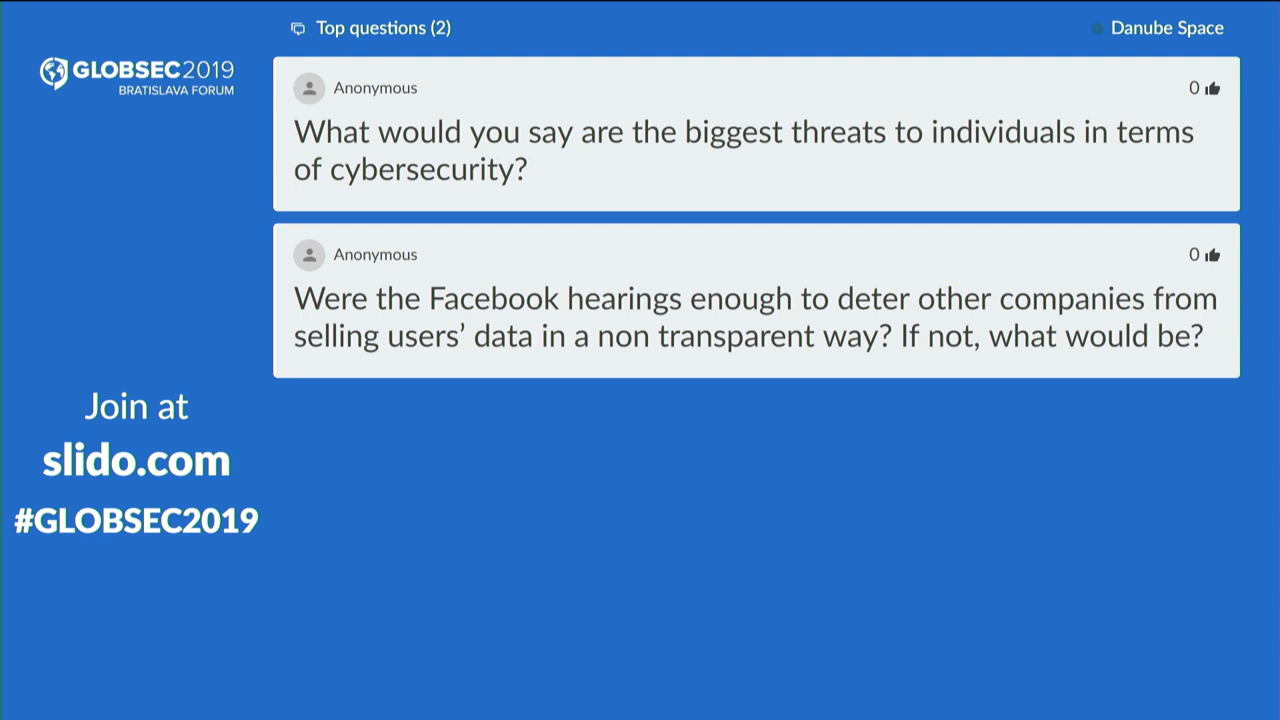 Top questions (2)
Danube Space
GLOBSEC2019
BRATISLAVA FORUM
Anonymous
0
What would you say are the biggest threats to individuals in terms
of cybersecurity?
Anonymous
0
Were the Facebook hearings enough to deter other companies from
selling users’ data in a non transparent way? If not, what would be?
Join at
slido.com
#GLOBSEC2019